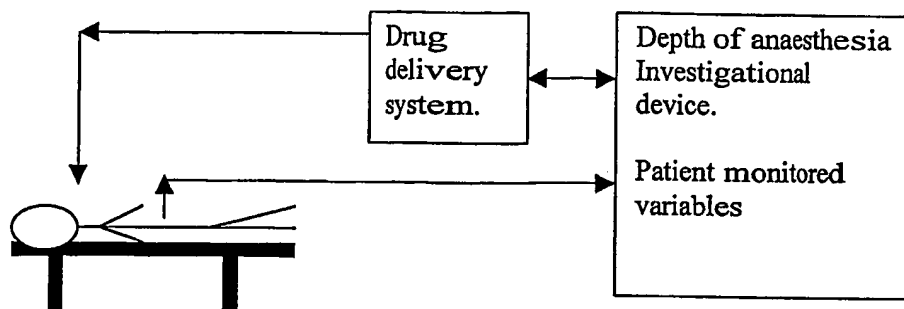 Drug
delivery
system.
Depth of anaesthesia
Investigational
device.
Patient monitored
variables